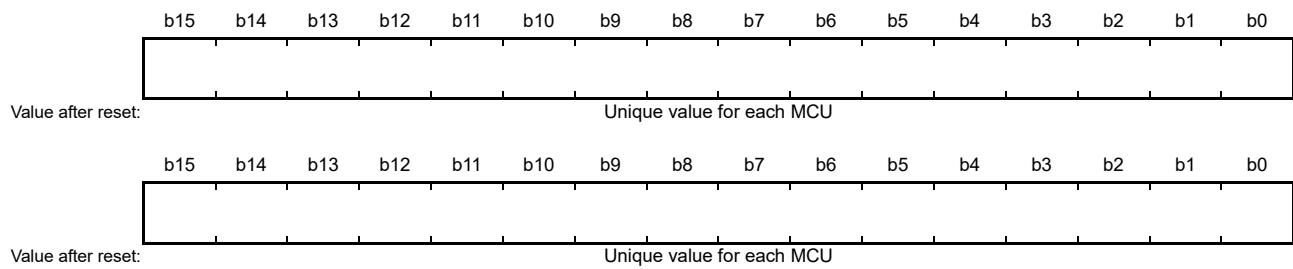 b15 b14 b13 b12 b11 b10 b9 b8 b7 b6 b5 b4 b3 b2 b1 b0
Value after reset: Unique value for each MCU
b15 b14 b13 b12 b11 b10 b9 b8 b7 b6 b5 b4 b3 b2 b1 b0
Value after reset: Unique value for each MCU